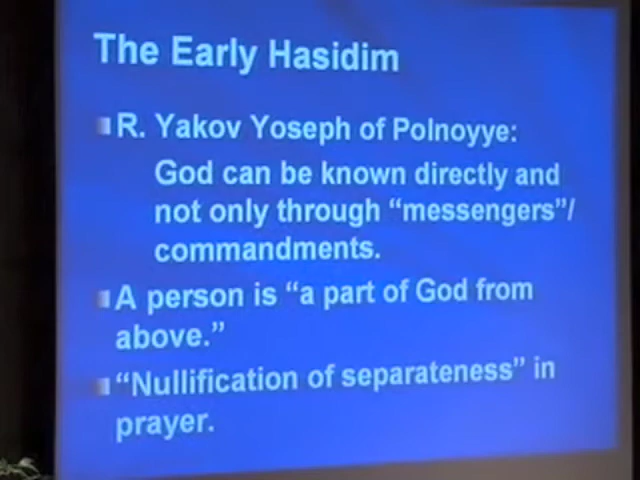 The Early Hasidim
R. Yakov Yoseph of Polnoyye:
God can be known directly and
not only through “messengers”/
commandments.
A person is “a part of God from
above.”
“Nullification of separateness” in
prayer.